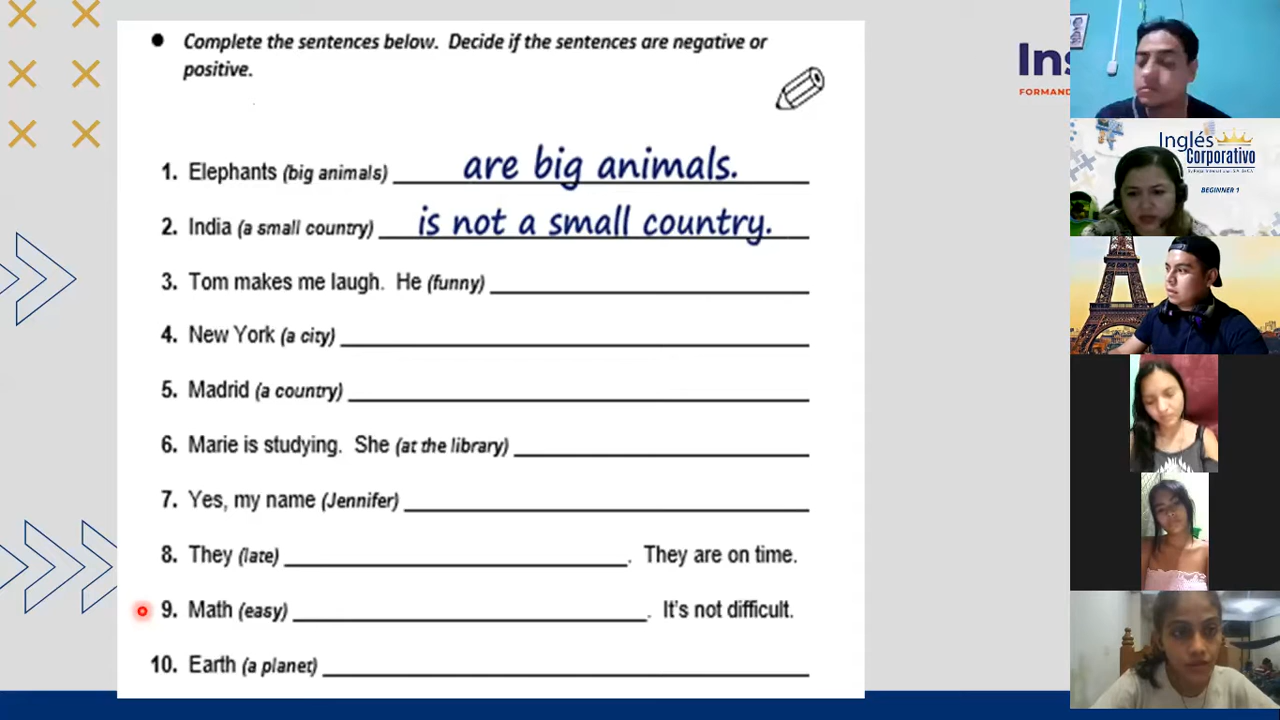 Complete the sentences below. Decide if the sentences are negative or
positive.
1. Elephants (big animals) are big animals.
2. India (a small country) is not a small country.
3. Tom makes me laugh. He (funny)
4. New York (a city)
5. Madrid (a country)
6. Marie is studying. She (at the library)
7. Yes, my name (Jennifer)
8. They (late) . They are on time.
9. Math (easy) . It's not difficult.
10. Earth (a planet)
Inglés
Corporativo
BEGINNER 1